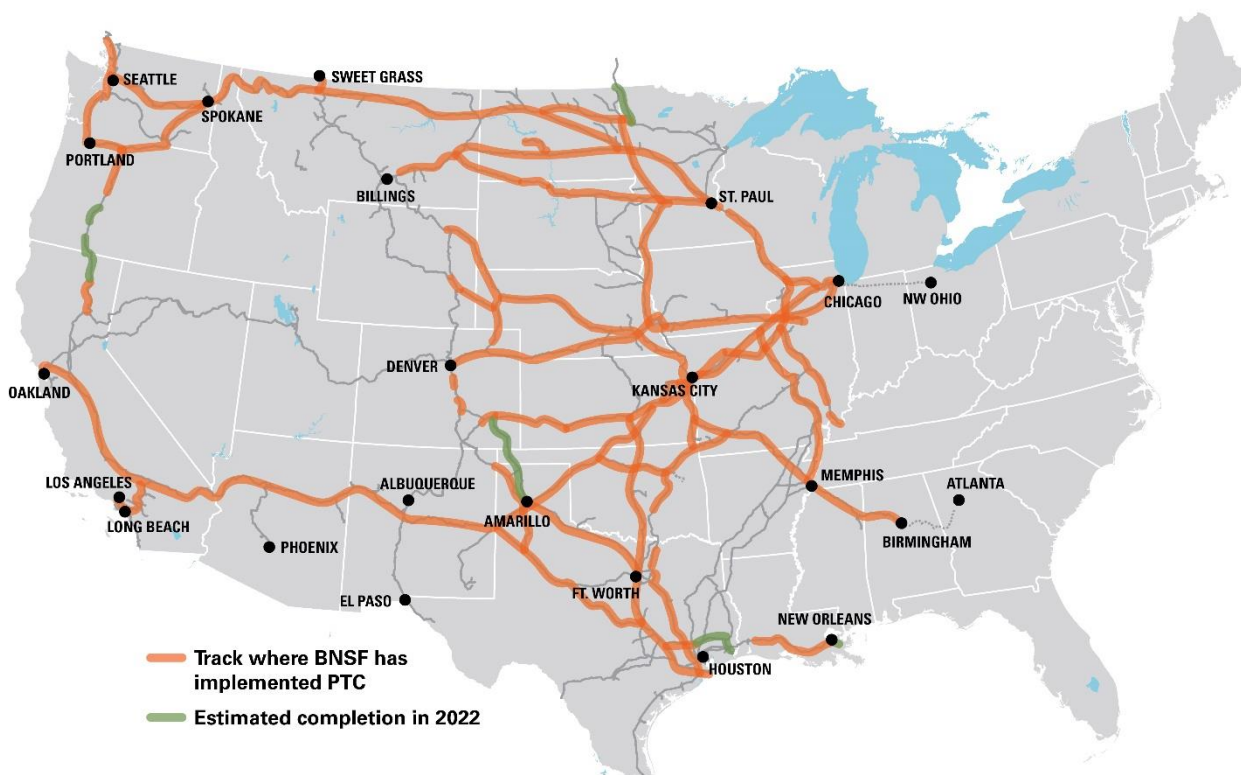 SEATTLE
SWEET GRASS
SPOKANE
PORTLAND
BILLINGS
ST. PAUL
CHICAGO
NW OHIO
DENVER
KANSAS CITY
OAKLAND
LOS ANGELES
ALBUQUERQUE
MEMPHIS
ATLANTA
LONG BEACH
AMARILLO
BIRMINGHAM
PHOENIX
EL PASO
FT. WORTH
NEW ORLEANS
HOUSTON
Track where BNSF has
implemented PTC
Estimated completion in 2022